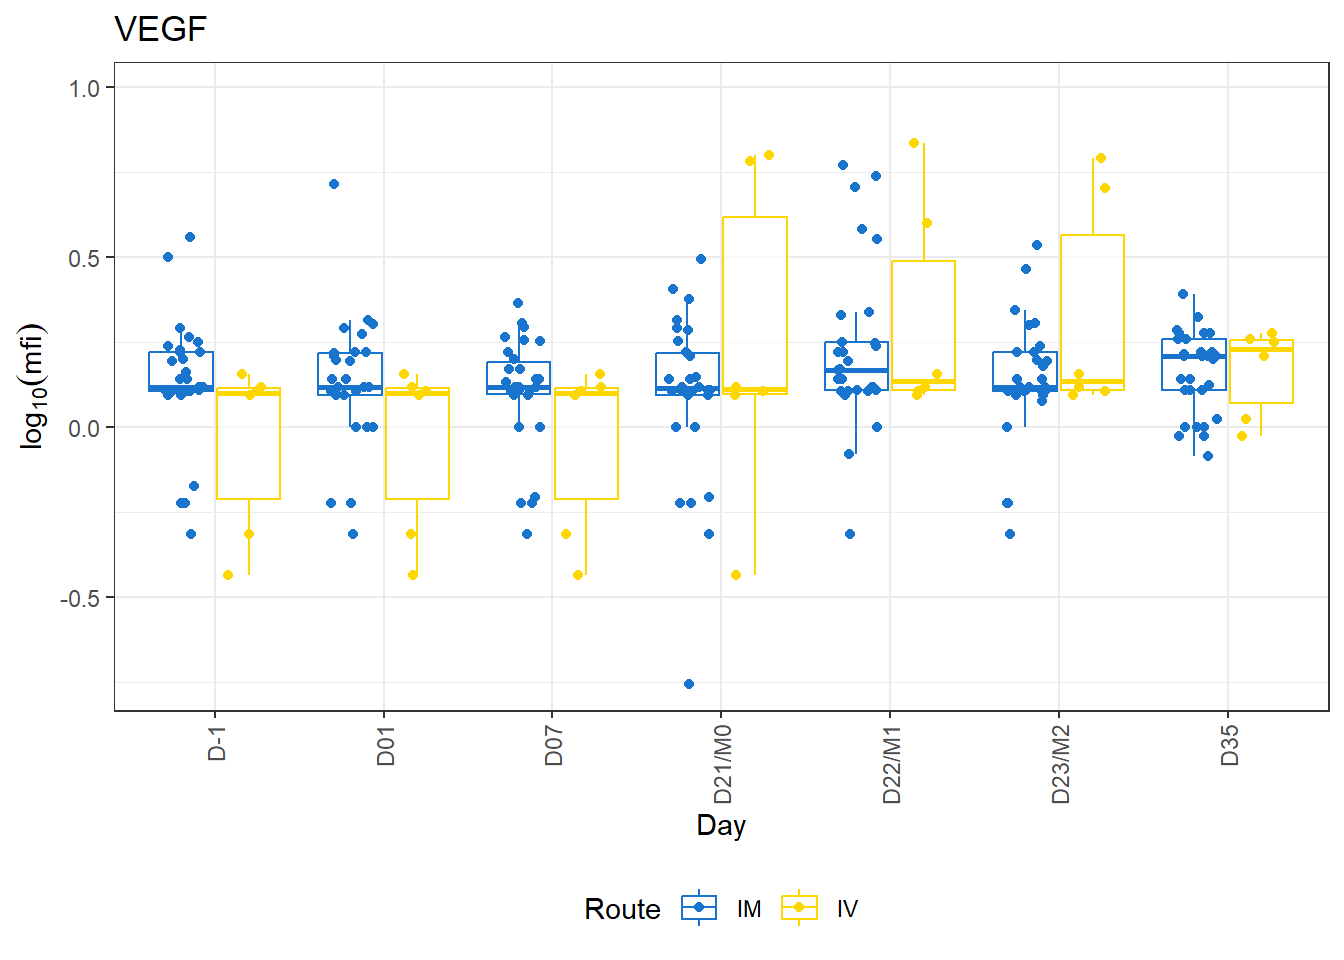 VEGF
1.0
0.5
0.0
-0.5
log10(mfi)
D-1
D01
D07
D21/M0
D22/M1
D23/M2
D35
Day
Route IM IV